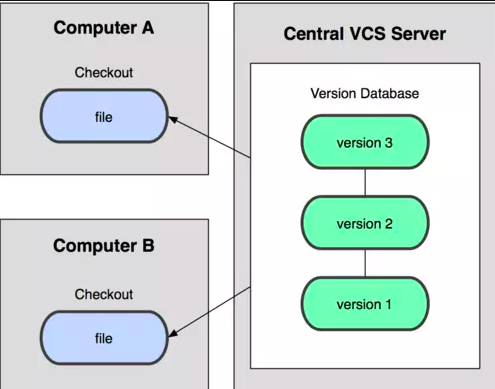 Computer A
Checkout
file
Computer B
Checkout
file
Central VCS Server
Version Database
version 3
version 2
version 1